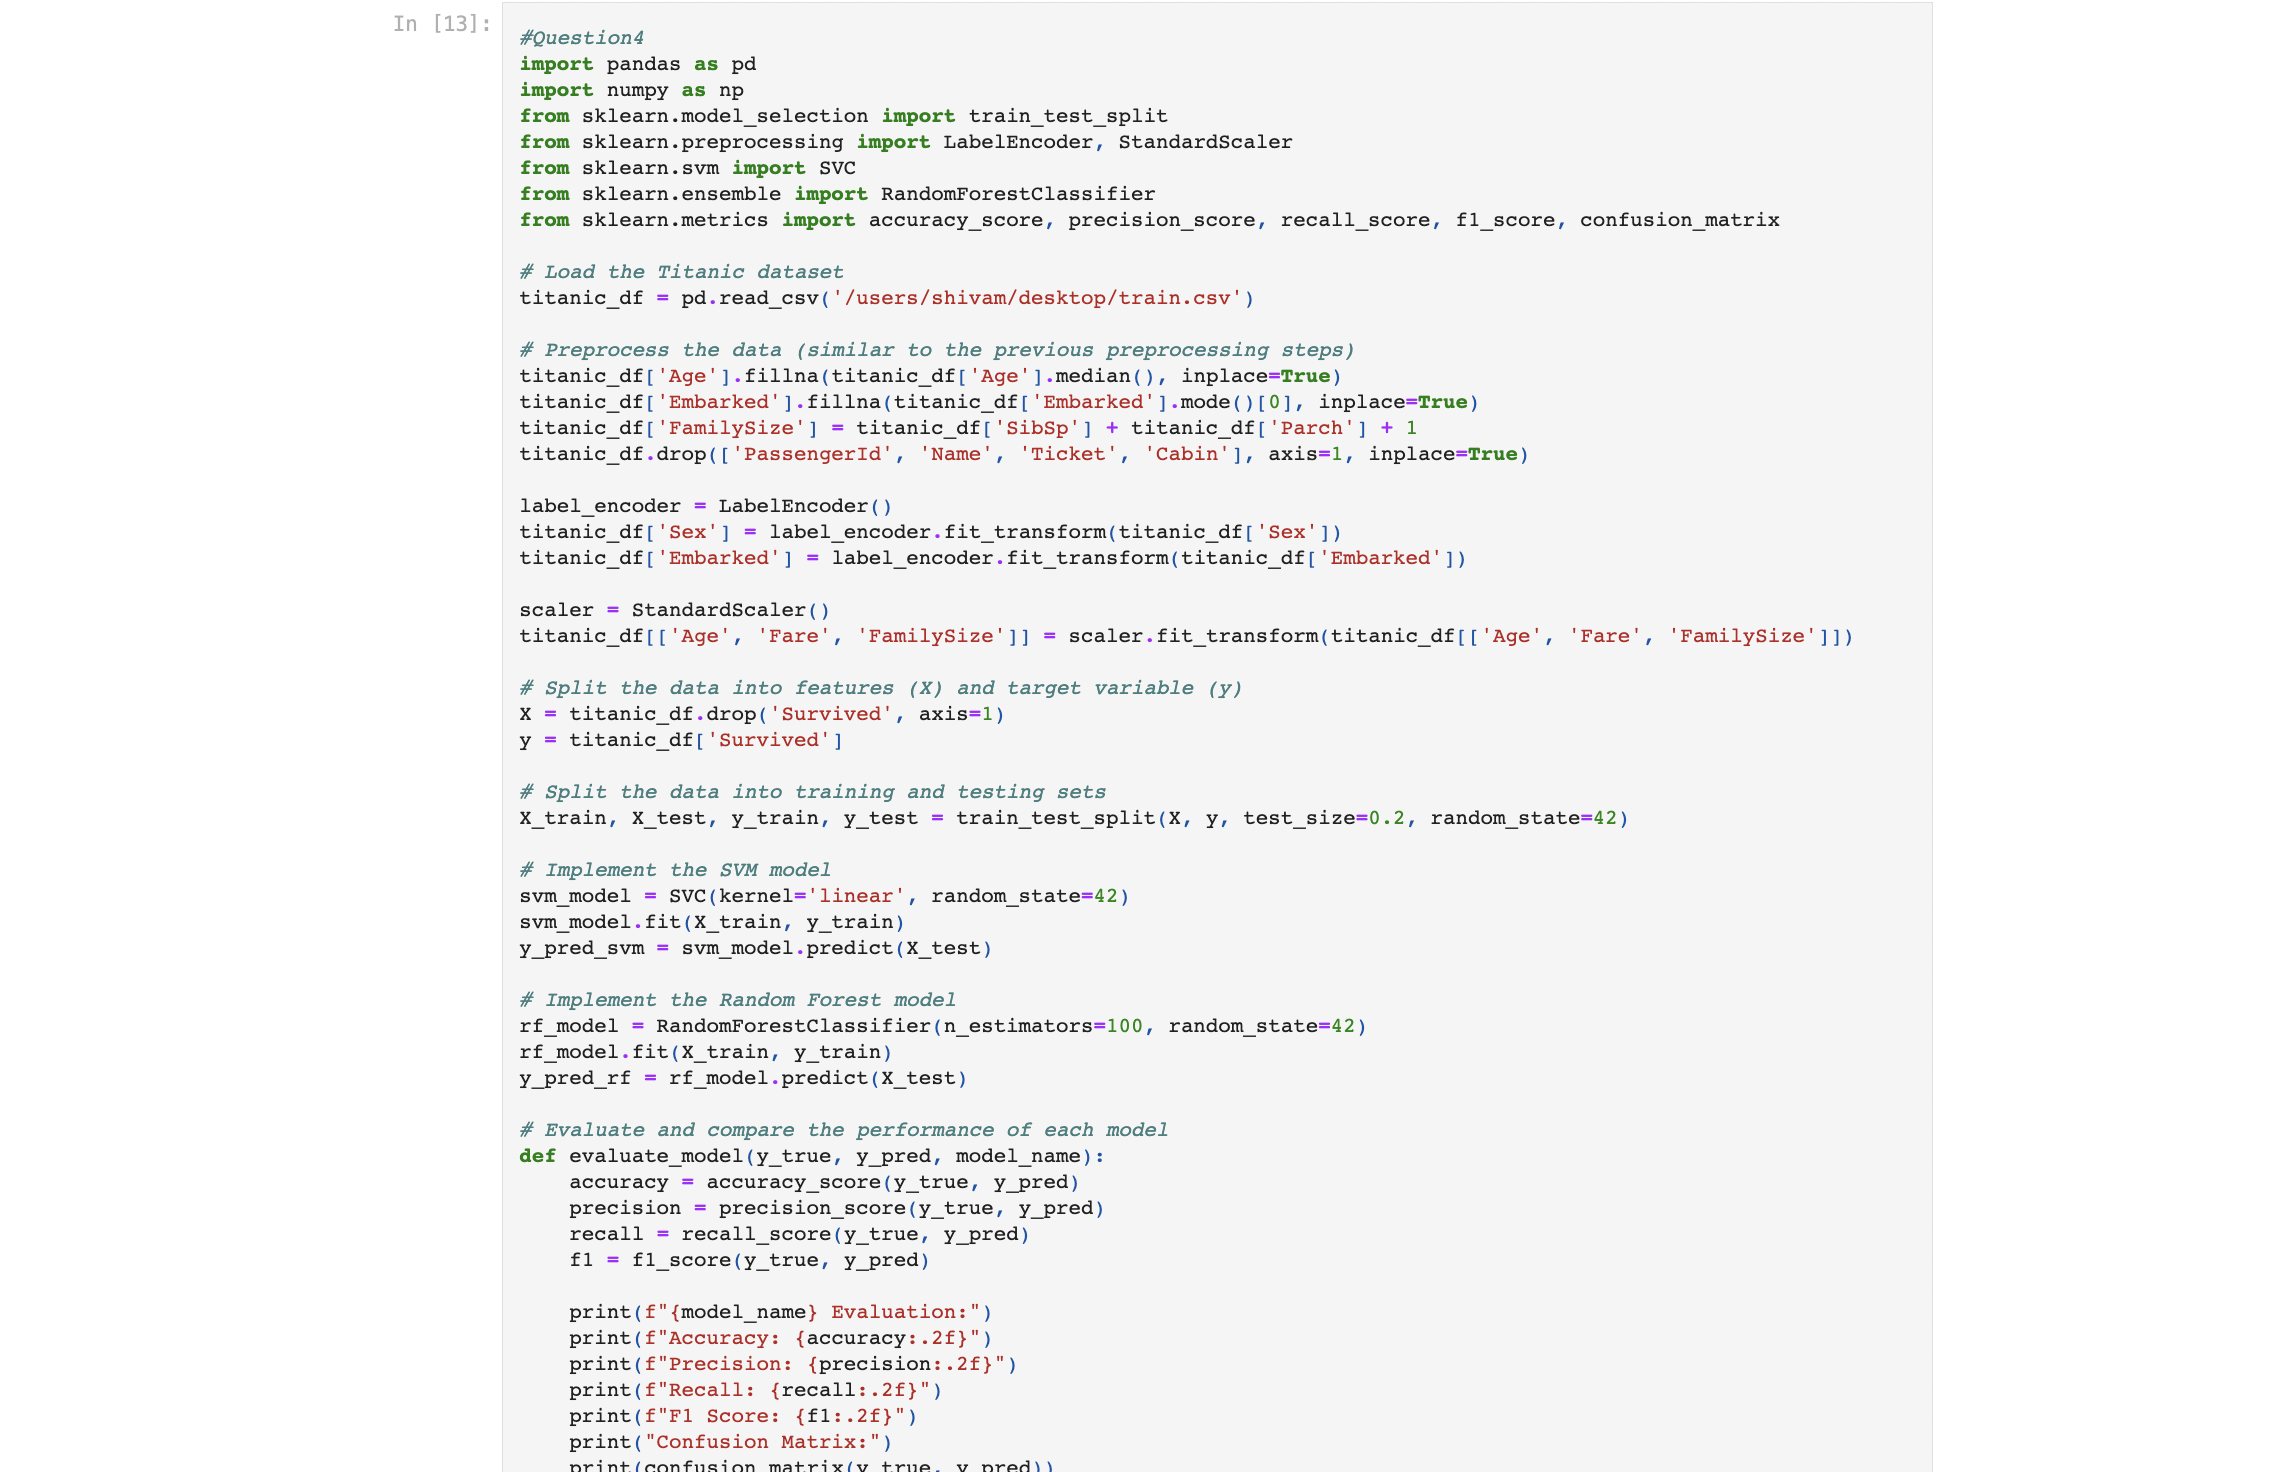 In [13]:
#Question4
import pandas as pd
import numpy as np
from sklearn.model_selection import train_test_split
from sklearn.preprocessing import LabelEncoder, StandardScaler
from sklearn.svm import SVC
from sklearn.ensemble import RandomForestClassifier
from sklearn.metrics import accuracy_score, precision_score, recall_score, f1_score, confusion_matrix

# Load the Titanic dataset
titanic_df = pd.read_csv('/users/shivam/desktop/train.csv')

# Preprocess the data (similar to the previous preprocessing steps)
titanic_df['Age'].fillna(titanic_df['Age'].median(), inplace=True)
titanic_df['Embarked'].fillna(titanic_df['Embarked'].mode()[0], inplace=True)
titanic_df['FamilySize'] = titanic_df['SibSp'] + titanic_df['Parch'] + 1
titanic_df.drop(['PassengerId', 'Name', 'Ticket', 'Cabin'], axis=1, inplace=True)

label_encoder = LabelEncoder()
titanic_df['Sex'] = label_encoder.fit_transform(titanic_df['Sex'])
titanic_df['Embarked'] = label_encoder.fit_transform(titanic_df['Embarked'])

scaler = StandardScaler()
titanic_df[['Age', 'Fare', 'FamilySize']] = scaler.fit_transform(titanic_df[['Age', 'Fare', 'FamilySize']])

# Split the data into features (X) and target variable (y)
X = titanic_df.drop('Survived', axis=1)
y = titanic_df['Survived']

# Split the data into training and testing sets
X_train, X_test, y_train, y_test = train_test_split(X, y, test_size=0.2, random_state=42)

# Implement the SVM model
svm_model = SVC(kernel='linear', random_state=42)
svm_model.fit(X_train, y_train)
y_pred_svm = svm_model.predict(X_test)

# Implement the Random Forest model
rf_model = RandomForestClassifier(n_estimators=100, random_state=42)
rf_model.fit(X_train, y_train)
y_pred_rf = rf_model.predict(X_test)

# Evaluate and compare the performance of each model
def evaluate_model(y_true, y_pred, model_name):
    accuracy = accuracy_score(y_true, y_pred)
    precision = precision_score(y_true, y_pred)
    recall = recall_score(y_true, y_pred)
    f1 = f1_score(y_true, y_pred)

    print(f"{model_name} Evaluation:")
    print(f"Accuracy: {accuracy:.2f}")
    print(f"Precision: {precision:.2f}")
    print(f"Recall: {recall:.2f}")
    print(f"F1 Score: {f1:.2f}")
    print("Confusion Matrix:")
    print(confusion_matrix(y_true, y_pred))